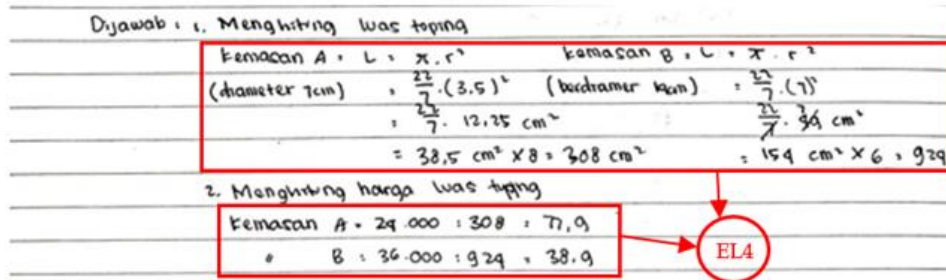 Dijawab : 1. Menghitung luas toping
Kemasan A : L = π.r² Kemasan B : L = π.r²
(diameter 7cm) = 22/7 . (3.5)² (berdiamer 14cm) = 22/7 . (7)²
= 22/7 . 12,25 cm² 22/7 . 49 cm²
= 38,5 cm² x 8 = 308 cm² = 154 cm² x 6 = 924
2. Menghitung harga luas toping
Kemasan A = 24.000 : 308 = 77,9
" B : 36.000 : 924 = 38.9
EL4